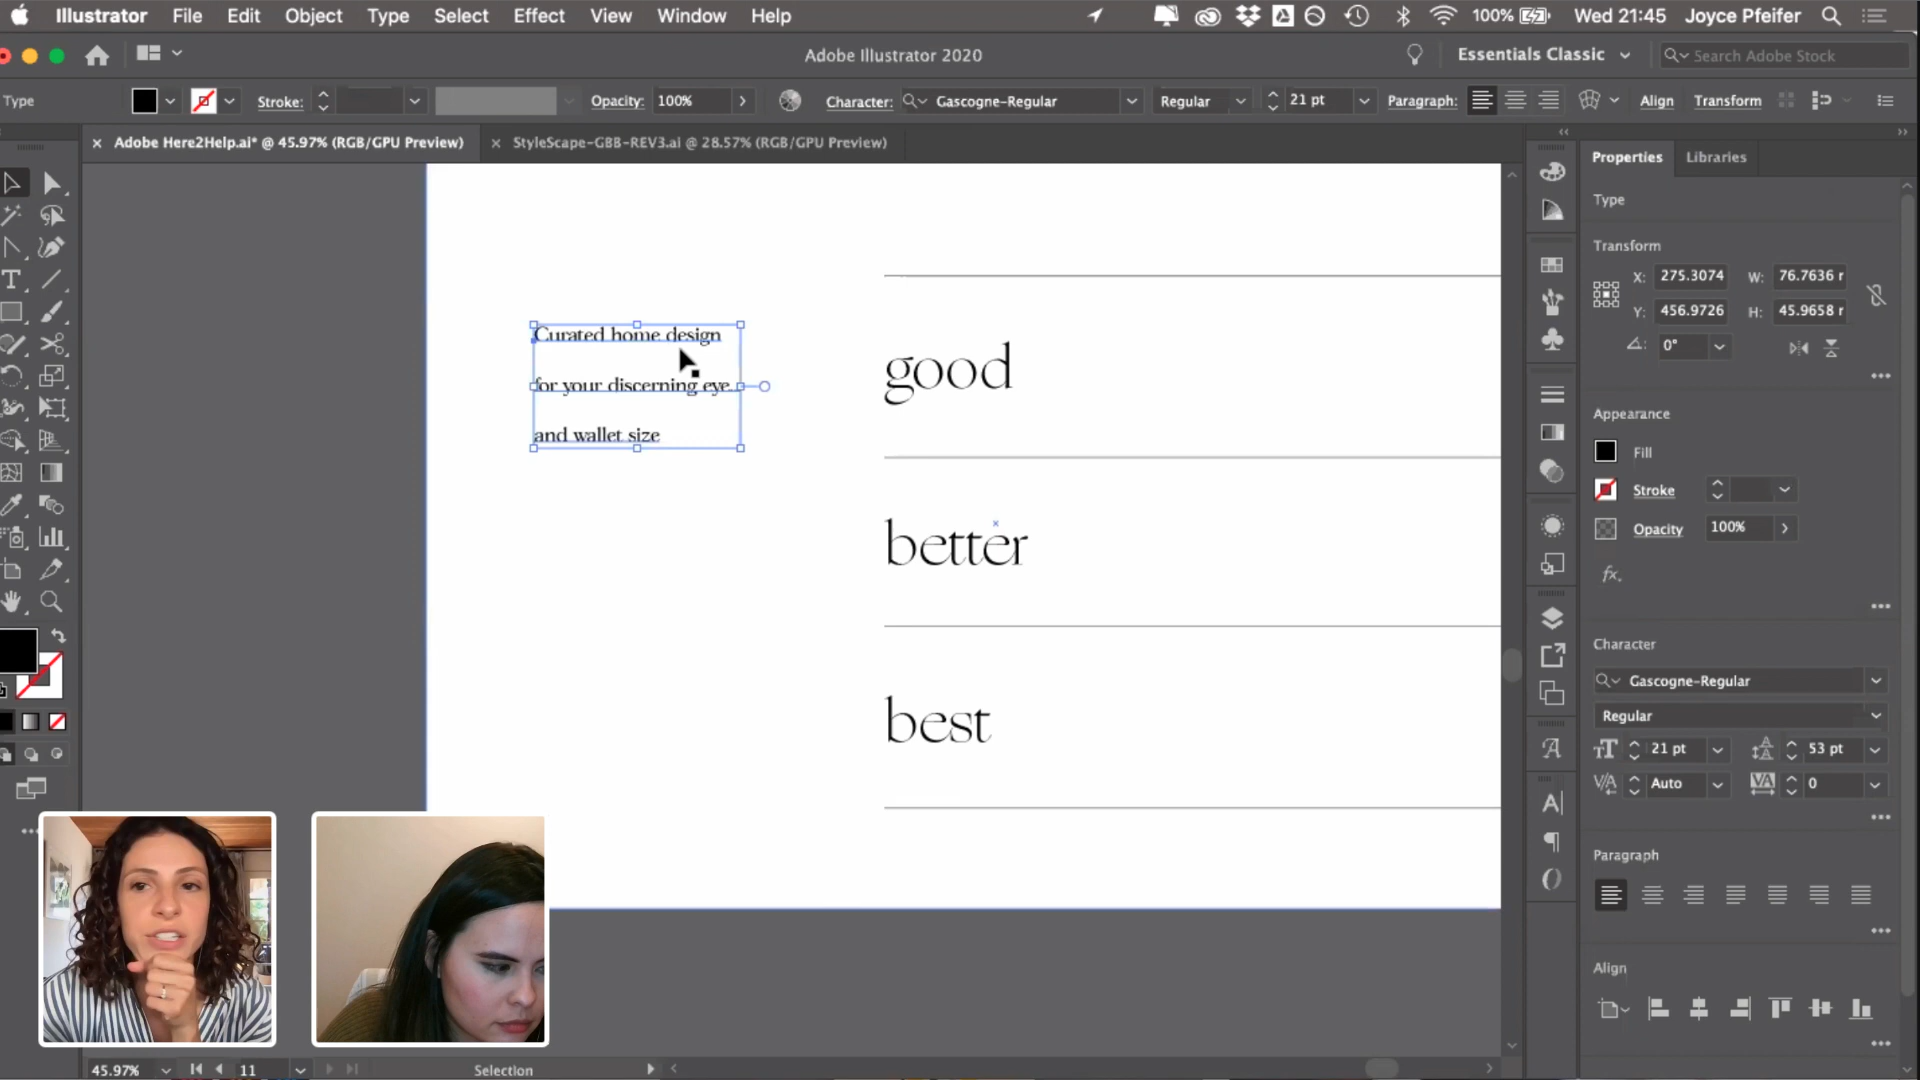 Illustrator File Edit Object Type Select Effect View Window Help 100% Wed 21:45 Joyce Pfeifer
Adobe Illustrator 2020 Essentials Classic Search Adobe Stock
Type Stroke: Opacity: 100% Character: Gascogne-Regular Regular 21 pt Paragraph: Align Transform
× Adobe Here2Help.ai* @ 45.97% (RGB/GPU Preview) × StyleScape-GBB-REV3.ai @ 28.57% (RGB/GPU Preview)
Properties Libraries
Type
Transform
X: 275.3074 W: 76.7636 r
Y: 456.9726 H: 45.9658 r
0°
Curated home design
for your discerning eye..
and wallet size
good
better
best
Appearance
Fill
Stroke
Opacity 100%
fx.
Character
Gascogne-Regular
Regular
21 pt 53 pt
Auto 0
Paragraph
Align
45.97% 11 Selection